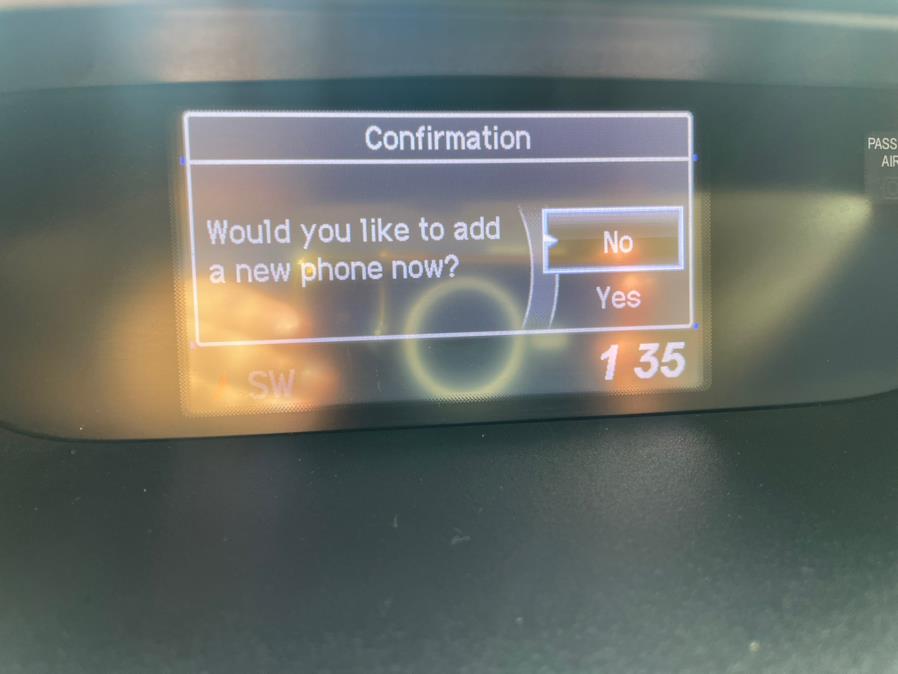 Confirmation
Would you like to add
a new phone now?
No
Yes
1 35
SW
PASS
AIR